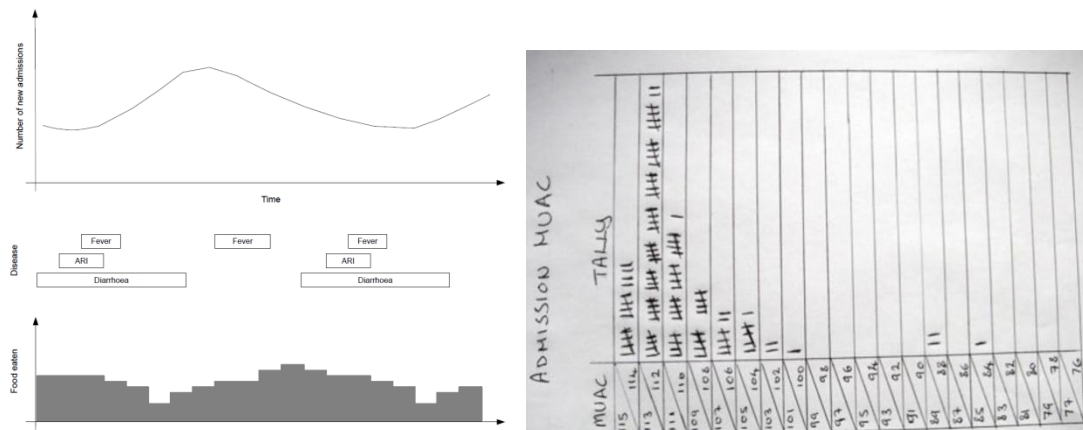 Number of new admissions
Time
Disease
Fever
Fever
Fever
ARI
ARI
Diarrhoea
Diarrhoea
Food eaten
ADMISSION MUAC
MUAC TALLY
115 114
113 112
111 110
109 108
107 106
105 104
103 102
101 100
99 98
97 96
95 94
93 92
91 90
89 88
87 86
85 84
83 82
81 80
79 78
77 76